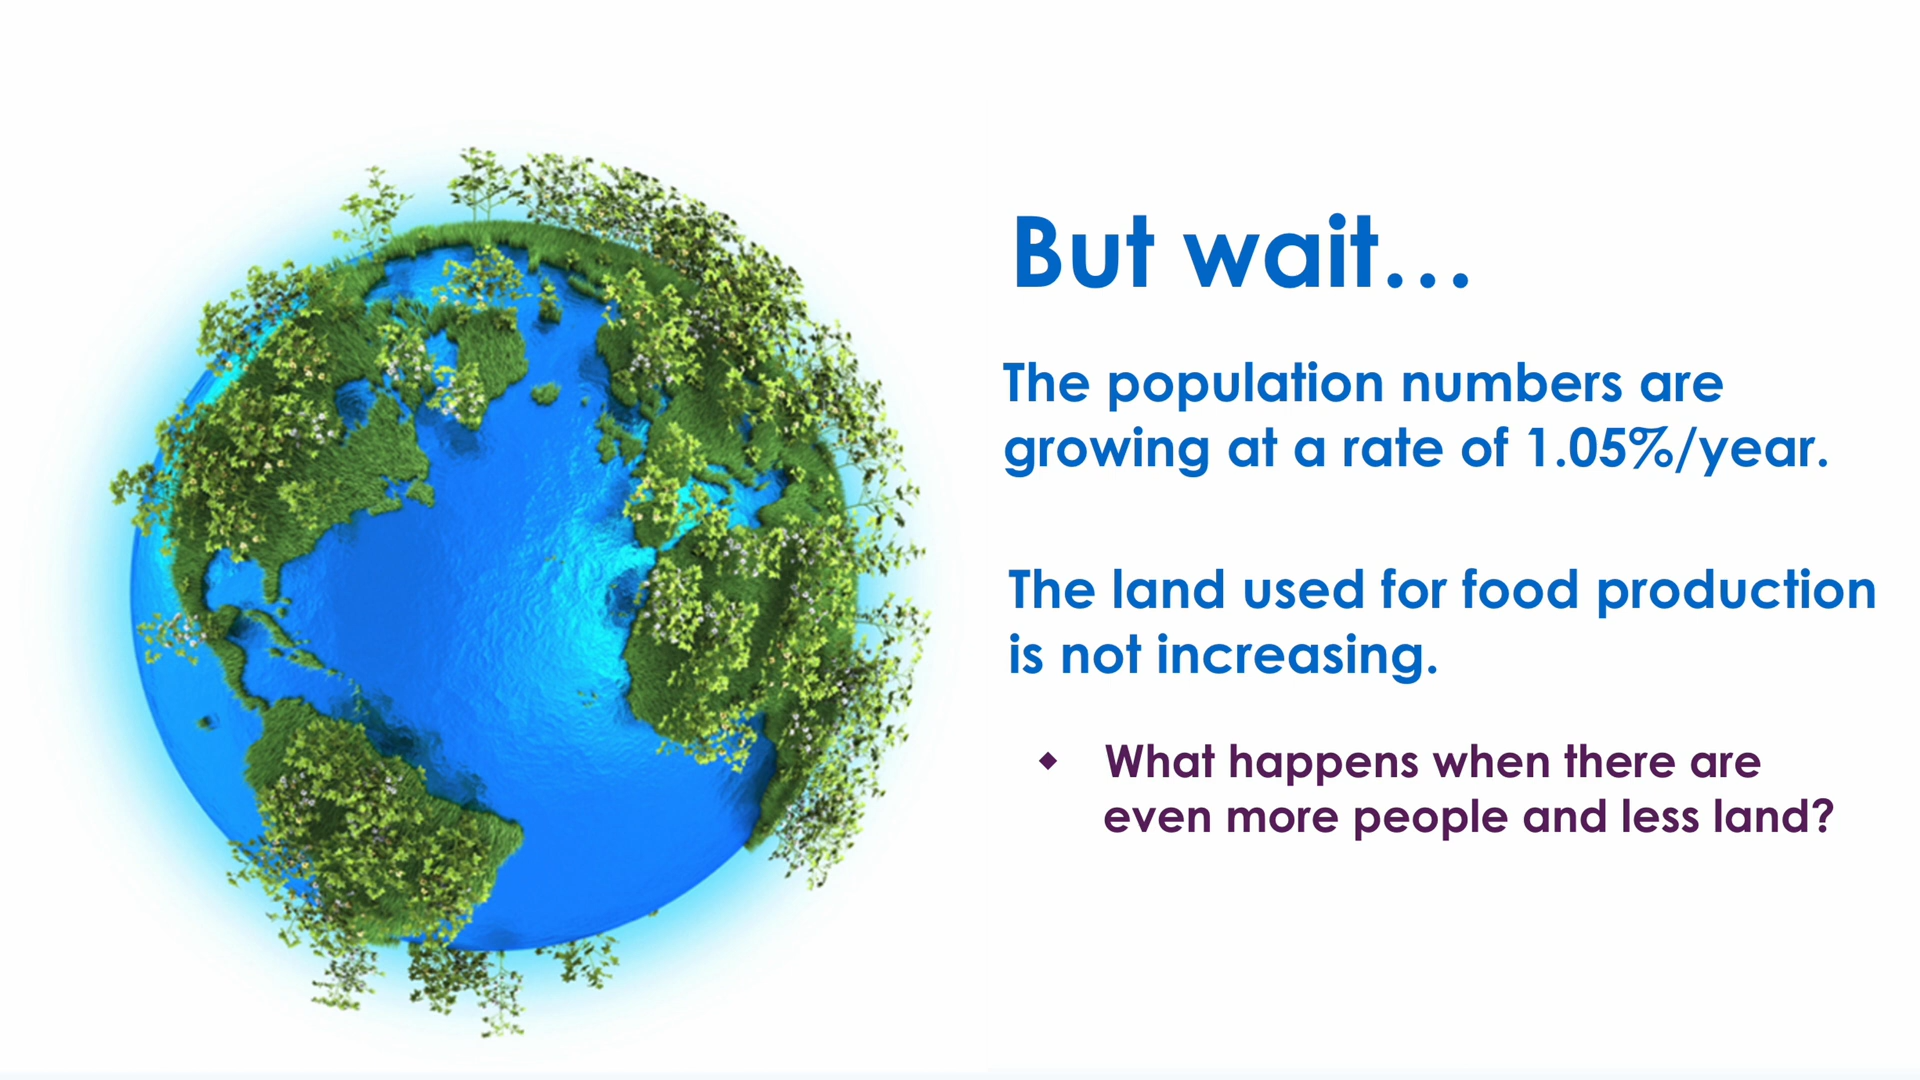 But wait...
The population numbers are
growing at a rate of 1.05%/year.
The land used for food production
is not increasing.
◆ What happens when there are
even more people and less land?